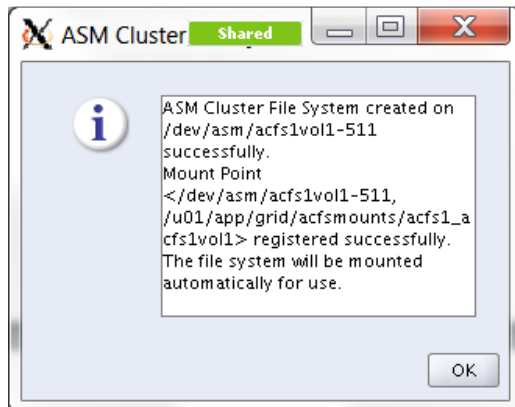 ASM Cluster Shared
ASM Cluster File System created on
/dev/asm/acfs1vol1-511
successfully.
Mount Point
</dev/asm/acfs1vol1-511,
/u01/app/grid/acfsmounts/acfs1_a
cfs1vol1> registered successfully.
The file system will be mounted
automatically for use.
OK